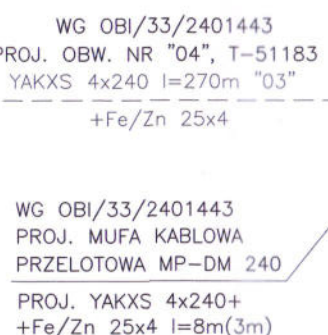 WG OBI/33/2401443
PROJ. OBW. NR "04", T-51183
YAKXS 4x240 l=270m "03"
+Fe/Zn 25x4
WG OBI/33/2401443
PROJ. MUFA KABLOWA
PRZELOTOWA MP-DM 240
PROJ. YAKXS 4x240+
+Fe/Zn 25x4 l=8m(3m)